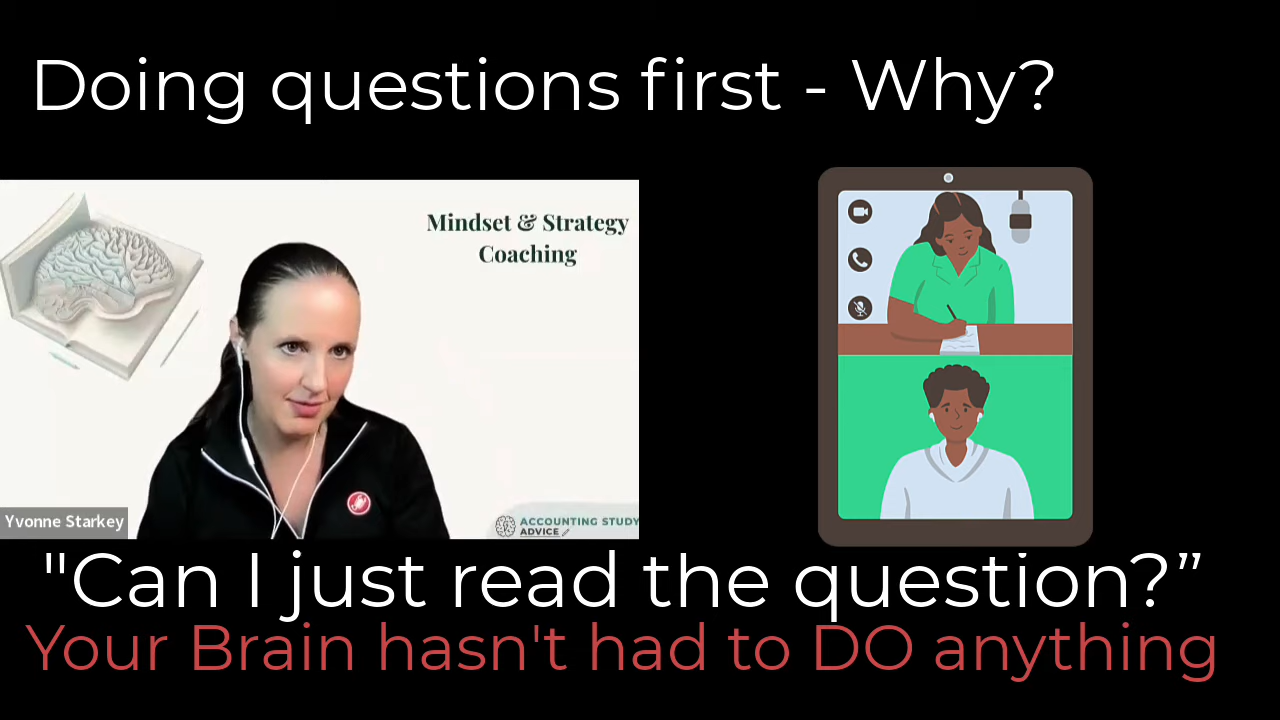 Doing questions first - Why?
Mindset & Strategy
Coaching
Yvonne Starkey
ACCOUNTING STUDY
ADVICE
"Can I just read the question?”
Your Brain hasn't had to DO anything